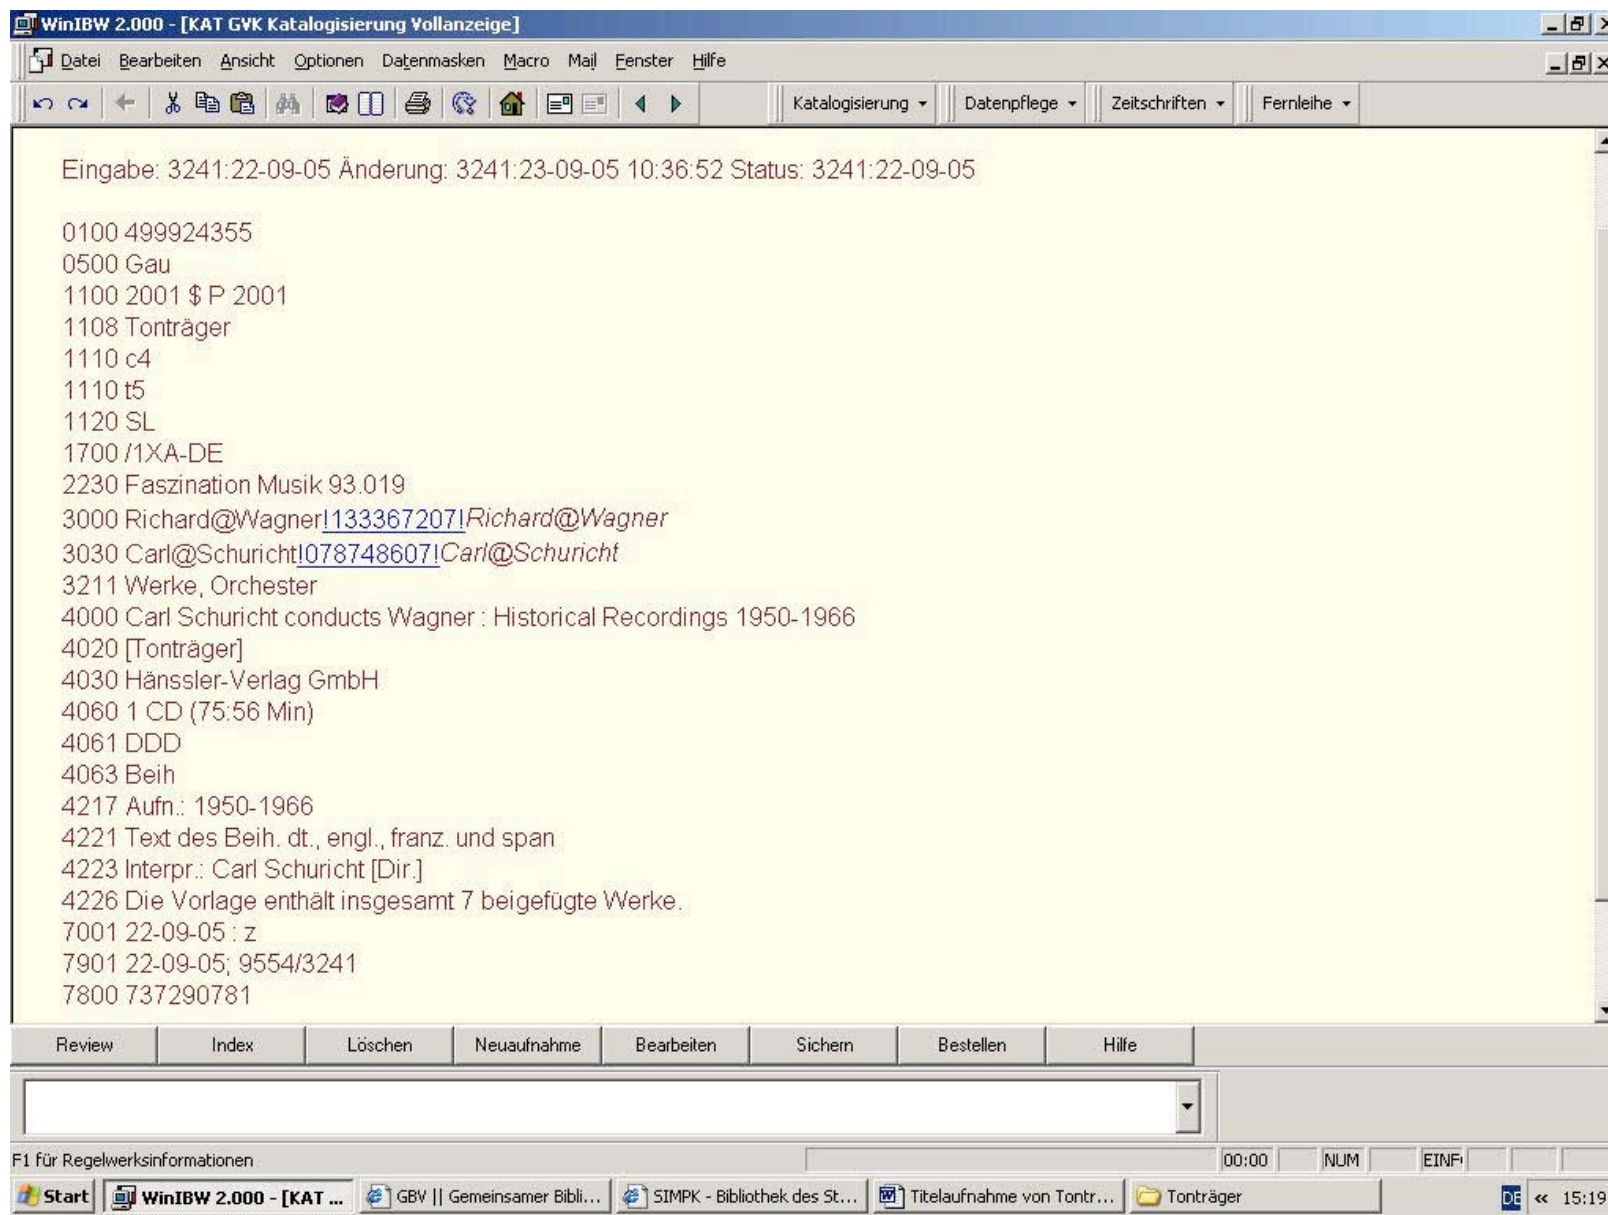 WinIBW 2.000 - [KAT GVK Katalogisierung Vollanzeige]
Datei Bearbeiten Ansicht Optionen Datenmasken Macro Mail Fenster Hilfe
Katalogisierung Datenpflege Zeitschriften Fernleihe
Eingabe: 3241:22-09-05 Änderung: 3241:23-09-05 10:36:52 Status: 3241:22-09-05
0100 499924355
0500 Gau
1100 2001 $ P 2001
1108 Tonträger
1110 c4
1110 t5
1120 SL
1700 /1XA-DE
2230 Faszination Musik 93.019
3000 Richard@Wagner!133367207!Richard@Wagner
3030 Carl@Schuricht!078748607!Carl@Schuricht
3211 Werke, Orchester
4000 Carl Schuricht conducts Wagner : Historical Recordings 1950-1966
4020 [Tonträger]
4030 Hänssler-Verlag GmbH
4060 1 CD (75:56 Min)
4061 DDD
4063 Beih
4217 Aufn.: 1950-1966
4221 Text des Beih. dt., engl., franz. und span
4223 Interpr.: Carl Schuricht [Dir.]
4226 Die Vorlage enthält insgesamt 7 beigefügte Werke.
7001 22-09-05 : z
7901 22-09-05; 9554/3241
7800 737290781
Review Index Löschen Neuaufnahme Bearbeiten Sichern Bestellen Hilfe
F1 für Regelwerksinformationen 00:00 NUM EINF
Start WinIBW 2.000 - [KAT ... GBV || Gemeinsamer Bibli... SIMPK - Bibliothek des St... Titelaufnahme von Tontr... Tonträger DE « 15:19